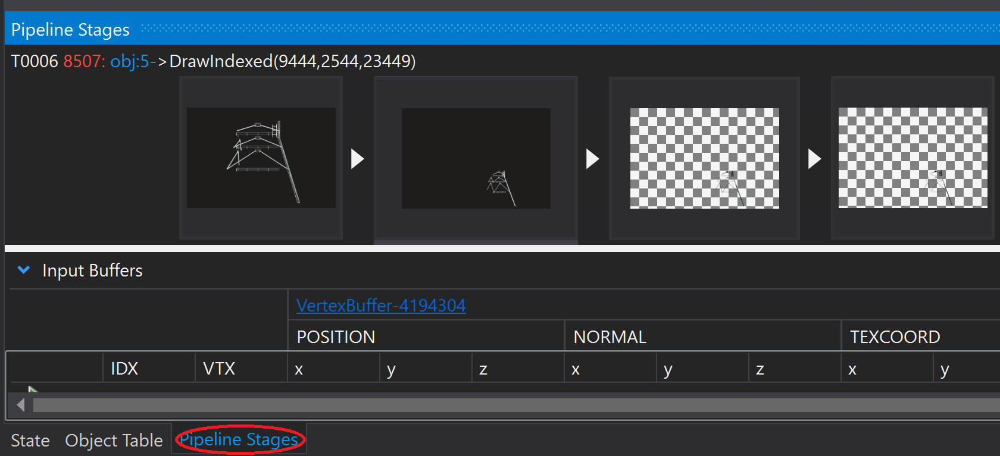 Pipeline Stages
T0006 8507: obj:5->DrawIndexed(9444,2544,23449)
Input Buffers
VertexBuffer-4194304
POSITION NORMAL TEXCOORD
IDX VTX x y z x y z x y
State Object Table Pipeline Stages